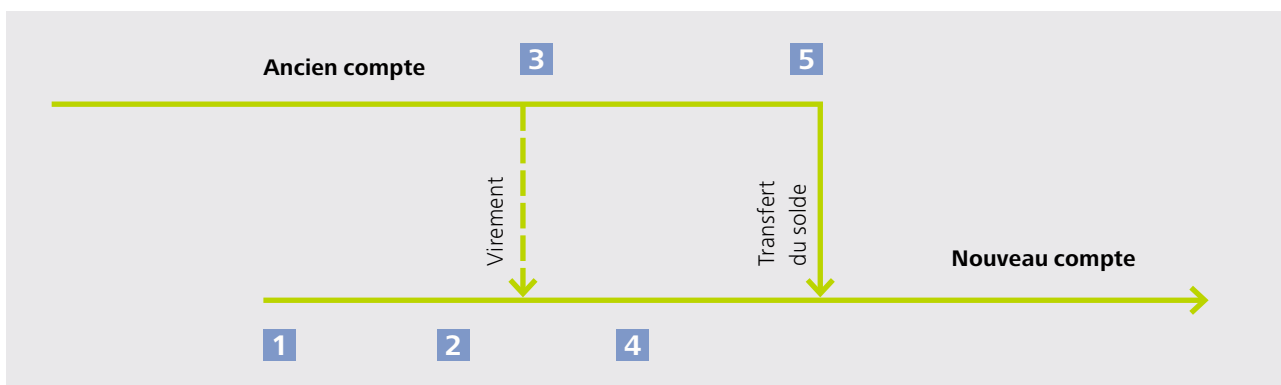 Ancien compte
3
5
Virement
Transfert
du solde
Nouveau compte
1
2
4